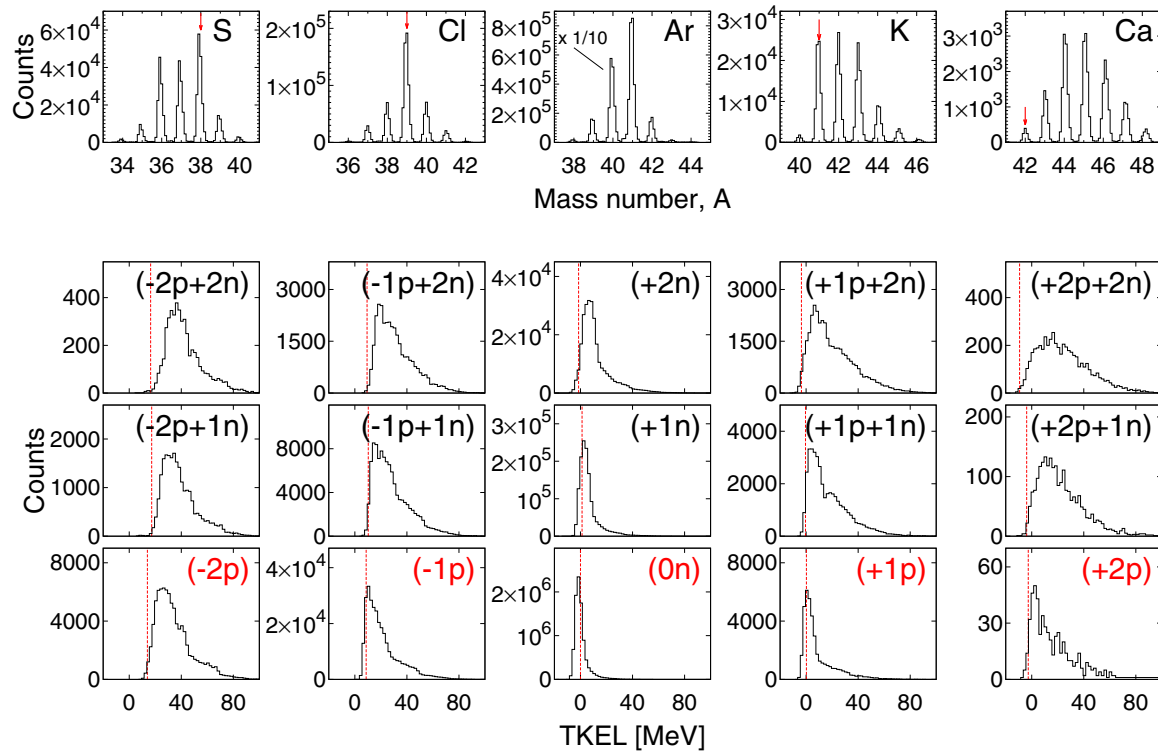 S Cl Ar K Ca
Counts
6×10⁴ 4×10⁴ 2×10⁴ 0
2×10⁵ 1×10⁵ 0
8×10⁵ 6×10⁵ 4×10⁵ 2×10⁵ 0
x 1/10
2×10⁴ 1×10⁴ 0
3×10³ 2×10³ 1×10³ 0
34 36 38 40
36 38 40 42
38 40 42 44
40 42 44 46
42 44 46 48
Mass number, A
(-2p+2n) (-1p+2n) (+2n) (+1p+2n) (+2p+2n)
400 200 0
3000 1500 0
4×10⁴ 2×10⁴ 0
3000 1500 0
400 200 0
(-2p+1n) (-1p+1n) (+1n) (+1p+1n) (+2p+1n)
Counts
2000 1000 0
8000 4000 0
3×10⁵ 2×10⁵ 1×10⁵ 0
4000 2000 0
200 100 0
(-2p) (-1p) (0n) (+1p) (+2p)
8000 4000 0
4×10⁴ 2×10⁴ 0
2×10⁶ 1×10⁶ 0
8000 4000 0
60 30 0
0 40 80
0 40 80
0 40 80
0 40 80
0 40 80
TKEL [MeV]